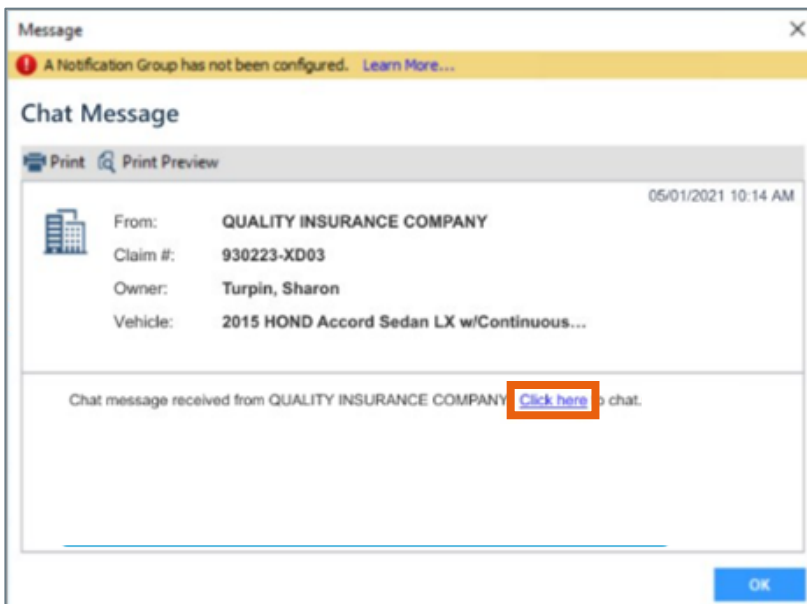 Message
A Notification Group has not been configured. Learn More...
Chat Message
Print Print Preview
05/01/2021 10:14 AM
From: QUALITY INSURANCE COMPANY
Claim #: 930223-XD03
Owner: Turpin, Sharon
Vehicle: 2015 HOND Accord Sedan LX w/Continuous...
Chat message received from QUALITY INSURANCE COMPANY Click here o chat.
OK